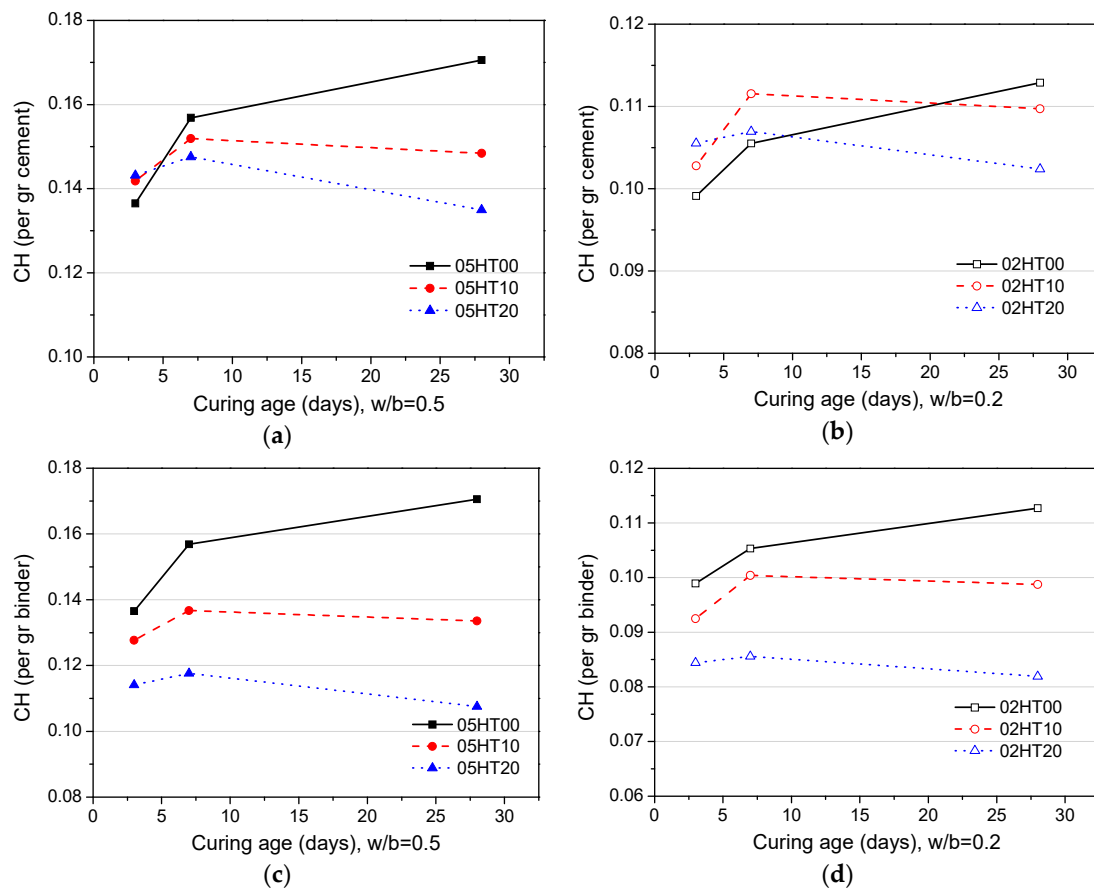 0.18
0.16
0.14
0.12
0.10
CH (per gr cement)
05HT00
05HT10
05HT20
0 5 10 15 20 25 30
Curing age (days), w/b=0.5
(a)
0.12
0.11
0.10
0.09
0.08
CH (per gr cement)
02HT00
02HT10
02HT20
0 5 10 15 20 25 30
Curing age (days), w/b=0.2
(b)
0.18
0.16
0.14
0.12
0.10
0.08
CH (per gr binder)
05HT00
05HT10
05HT20
0 5 10 15 20 25 30
Curing age (days), w/b=0.5
(c)
0.12
0.11
0.10
0.09
0.08
0.07
0.06
CH (per gr binder)
02HT00
02HT10
02HT20
0 5 10 15 20 25 30
Curing age (days), w/b=0.2
(d)